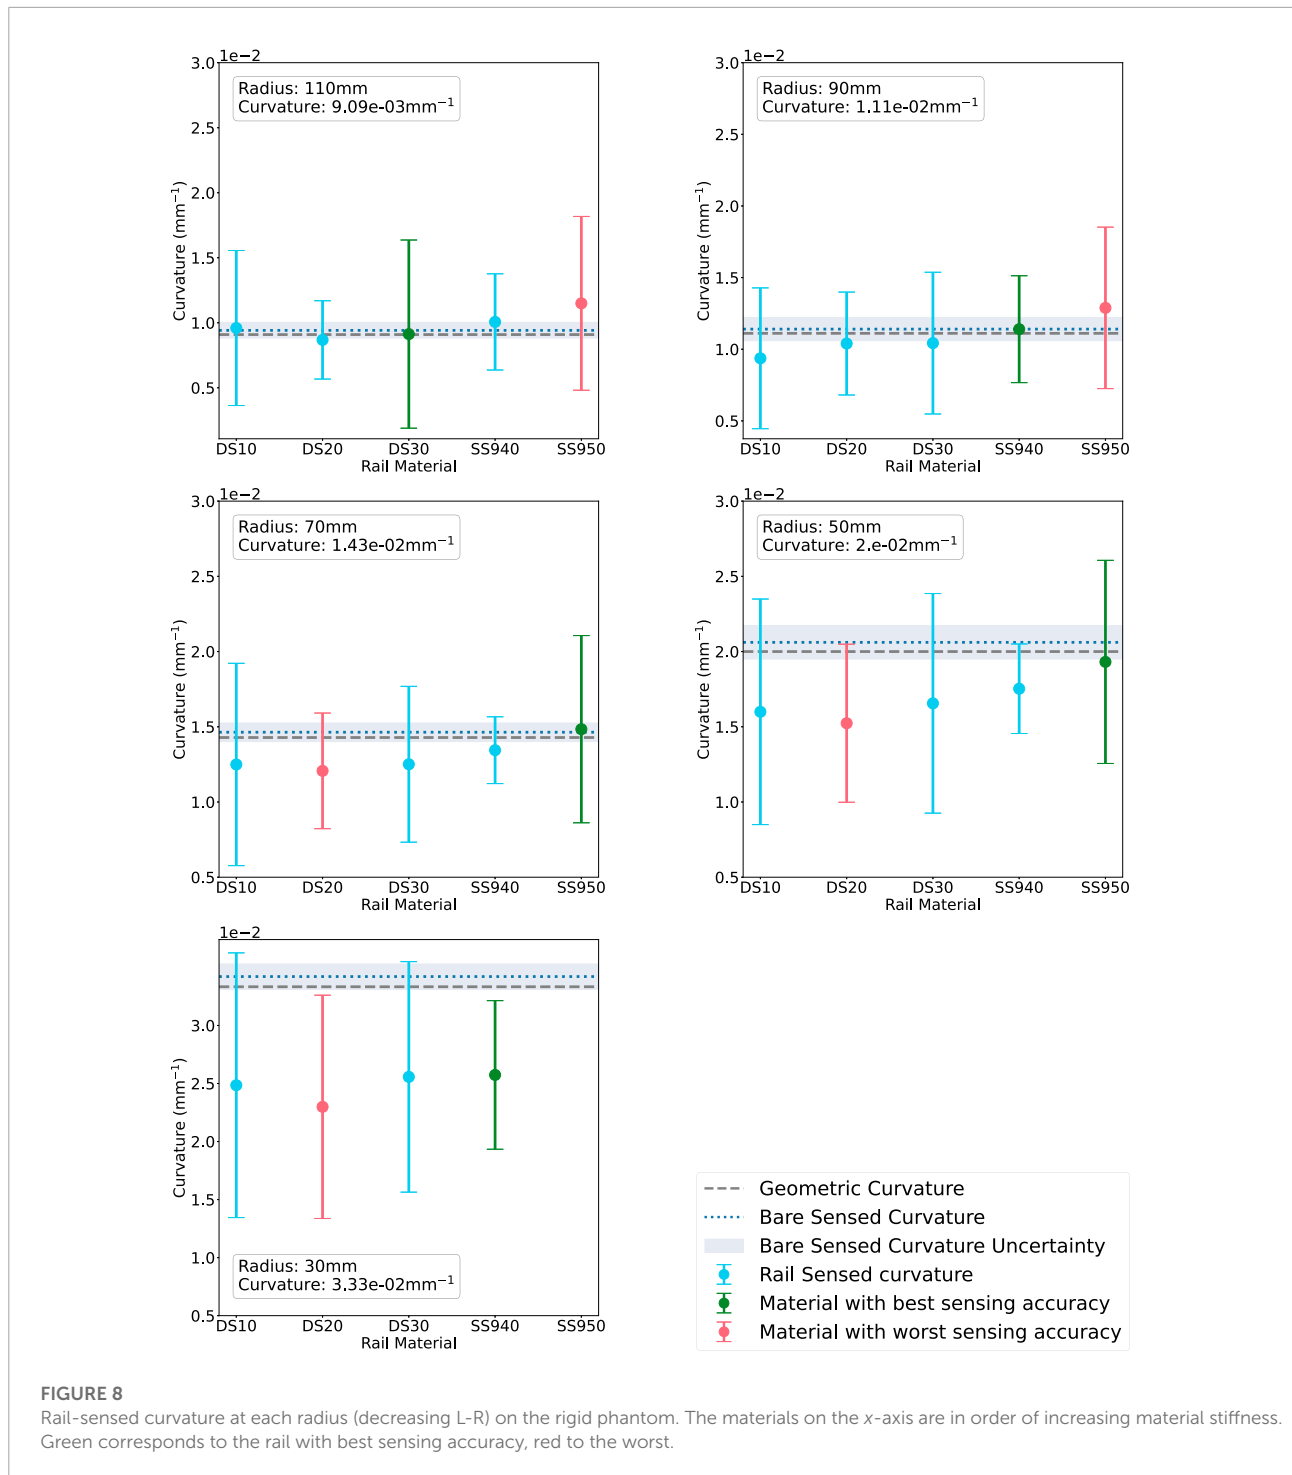 1e−2
3.0
2.5
2.0
1.5
1.0
0.5
Curvature (mm⁻¹)
Radius: 110mm
Curvature: 9.09e-03mm⁻¹
DS10 DS20 DS30 SS940 SS950
Rail Material
1e−2
3.0
2.5
2.0
1.5
1.0
0.5
Curvature (mm⁻¹)
Radius: 90mm
Curvature: 1.11e-02mm⁻¹
DS10 DS20 DS30 SS940 SS950
Rail Material
1e−2
3.0
2.5
2.0
1.5
1.0
0.5
Curvature (mm⁻¹)
Radius: 70mm
Curvature: 1.43e-02mm⁻¹
DS10 DS20 DS30 SS940 SS950
Rail Material
1e−2
3.0
2.5
2.0
1.5
1.0
0.5
Curvature (mm⁻¹)
Radius: 50mm
Curvature: 2.e-02mm⁻¹
DS10 DS20 DS30 SS940 SS950
Rail Material
1e−2
3.0
2.5
2.0
1.5
1.0
0.5
Curvature (mm⁻¹)
Radius: 30mm
Curvature: 3.33e-02mm⁻¹
DS10 DS20 DS30 SS940 SS950
Rail Material
Geometric Curvature
Bare Sensed Curvature
Bare Sensed Curvature Uncertainty
Rail Sensed curvature
Material with best sensing accuracy
Material with worst sensing accuracy
FIGURE 8
Rail-sensed curvature at each radius (decreasing L-R) on the rigid phantom. The materials on the x-axis are in order of increasing material stiffness.
Green corresponds to the rail with best sensing accuracy, red to the worst.